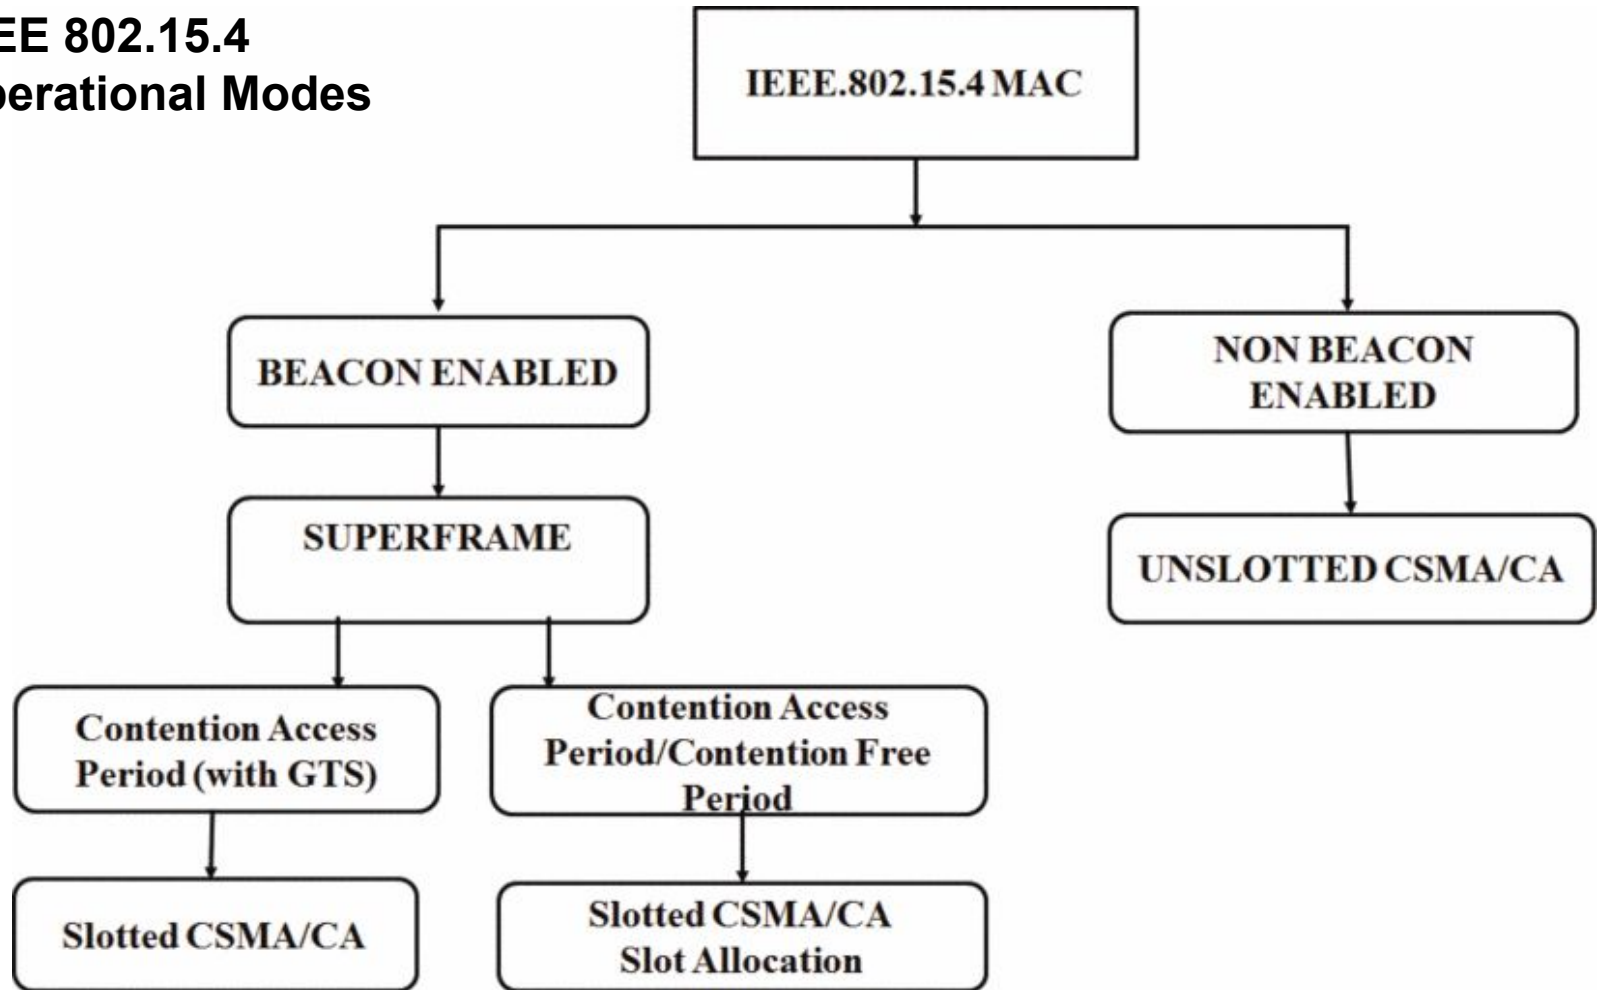 EE 802.15.4
perational Modes
IEEE.802.15.4 MAC
BEACON ENABLED
NON BEACON
ENABLED
SUPERFRAME
UNSLOTTED CSMA/CA
Contention Access
Period (with GTS)
Contention Access
Period/Contention Free
Period
Slotted CSMA/CA
Slotted CSMA/CA
Slot Allocation